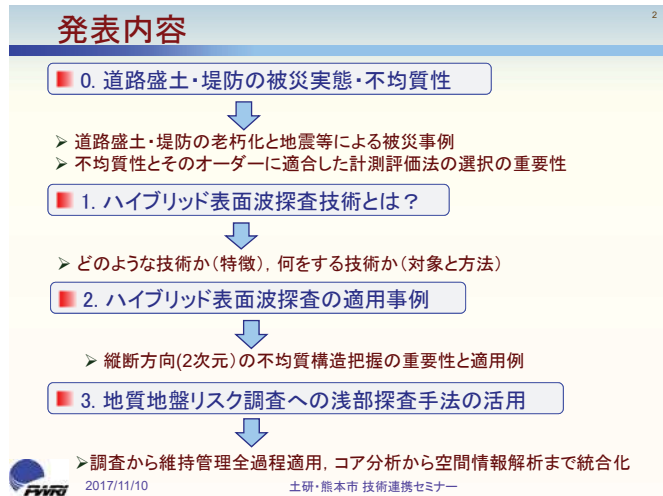 2
発表内容
0. 道路盛土・堤防の被災実態・不均質性
➢ 道路盛土・堤防の老朽化と地震等による被災事例
➢ 不均質性とそのオーダーに適合した計測評価法の選択の重要性
1. ハイブリッド表面波探査技術とは？
➢ どのような技術か（特徴），何をする技術か（対象と方法）
2. ハイブリッド表面波探査の適用事例
➢ 縦断方向(2次元）の不均質構造把握の重要性と適用例
3. 地質地盤リスク調査への浅部探査手法の活用
➢調査から維持管理全過程適用，コア分析から空間情報解析まで統合化
PWRI
2017/11/10 土研・熊本市 技術連携セミナー